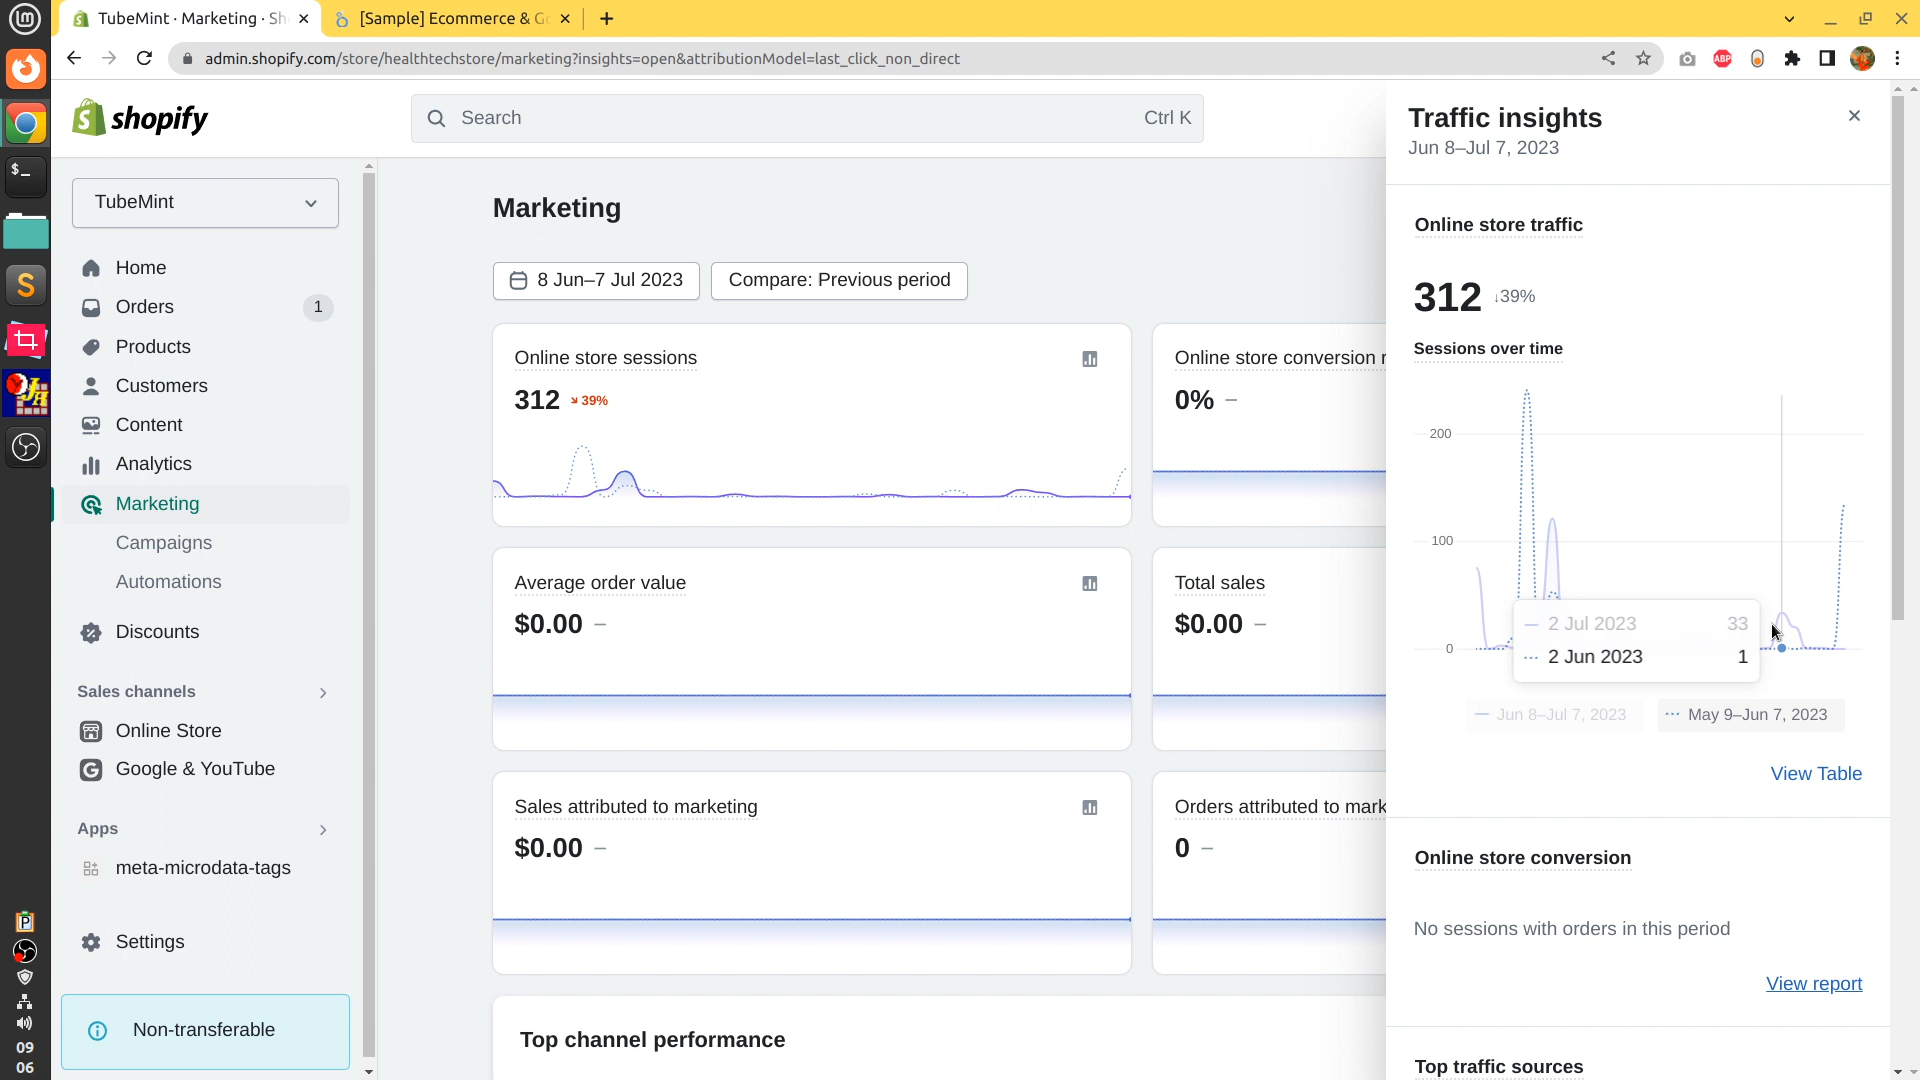 TubeMint · Marketing · Sh
[Sample] Ecommerce & Go
admin.shopify.com/store/healthtechstore/marketing?insights=open&attributionModel=last_click_non_direct
ABP
shopify
Search
Ctrl K
TubeMint
Home
Orders
1
Products
Customers
Content
Analytics
Marketing
Campaigns
Automations
Discounts
Sales channels
Online Store
Google & YouTube
Apps
meta-microdata-tags
Settings
Non-transferable
09
06
Marketing
8 Jun–7 Jul 2023
Compare: Previous period
Online store sessions
312
39%
Online store conversion r
0% –
Average order value
$0.00 –
Total sales
$0.00 –
Sales attributed to marketing
$0.00 –
Orders attributed to mark
0 –
Top channel performance
Traffic insights
Jun 8–Jul 7, 2023
Online store traffic
312 ↓39%
Sessions over time
200
100
0
2 Jul 2023 33
2 Jun 2023 1
Jun 8–Jul 7, 2023
May 9–Jun 7, 2023
View Table
Online store conversion
No sessions with orders in this period
View report
Top traffic sources